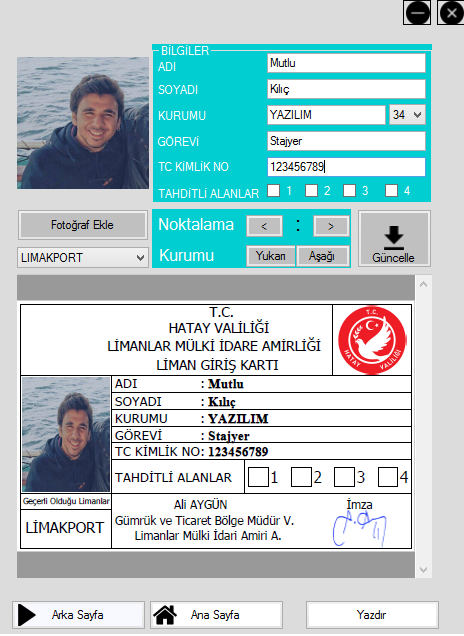 BİLGİLER
ADI Mutlu
SOYADI Kılıç
KURUMU YAZILIM 34
GÖREVİ Stajyer
TC KİMLİK NO 123456789
TAHDİTLİ ALANLAR 1 2 3 4
Fotoğraf Ekle
LIMAKPORT
Noktalama < : >
Kurumu Yukarı Aşağı
Güncelle
T.C.
HATAY VALİLİĞİ
LİMANLAR MÜLKİ İDARE AMİRLİĞİ
LİMAN GİRİŞ KARTI
T.C.
HATAY VALİLİĞİ
ADI : Mutlu
SOYADI : Kılıç
KURUMU : YAZILIM
GÖREVİ : Stajyer
TC KİMLİK NO: 123456789
TAHDİTLİ ALANLAR 1 2 3 4
Geçerli Olduğu Limanlar
LİMAKPORT
Ali AYGÜN
Gümrük ve Ticaret Bölge Müdür V.
Limanlar Mülki İdari Amiri A.
İmza
Arka Sayfa
Ana Sayfa
Yazdır